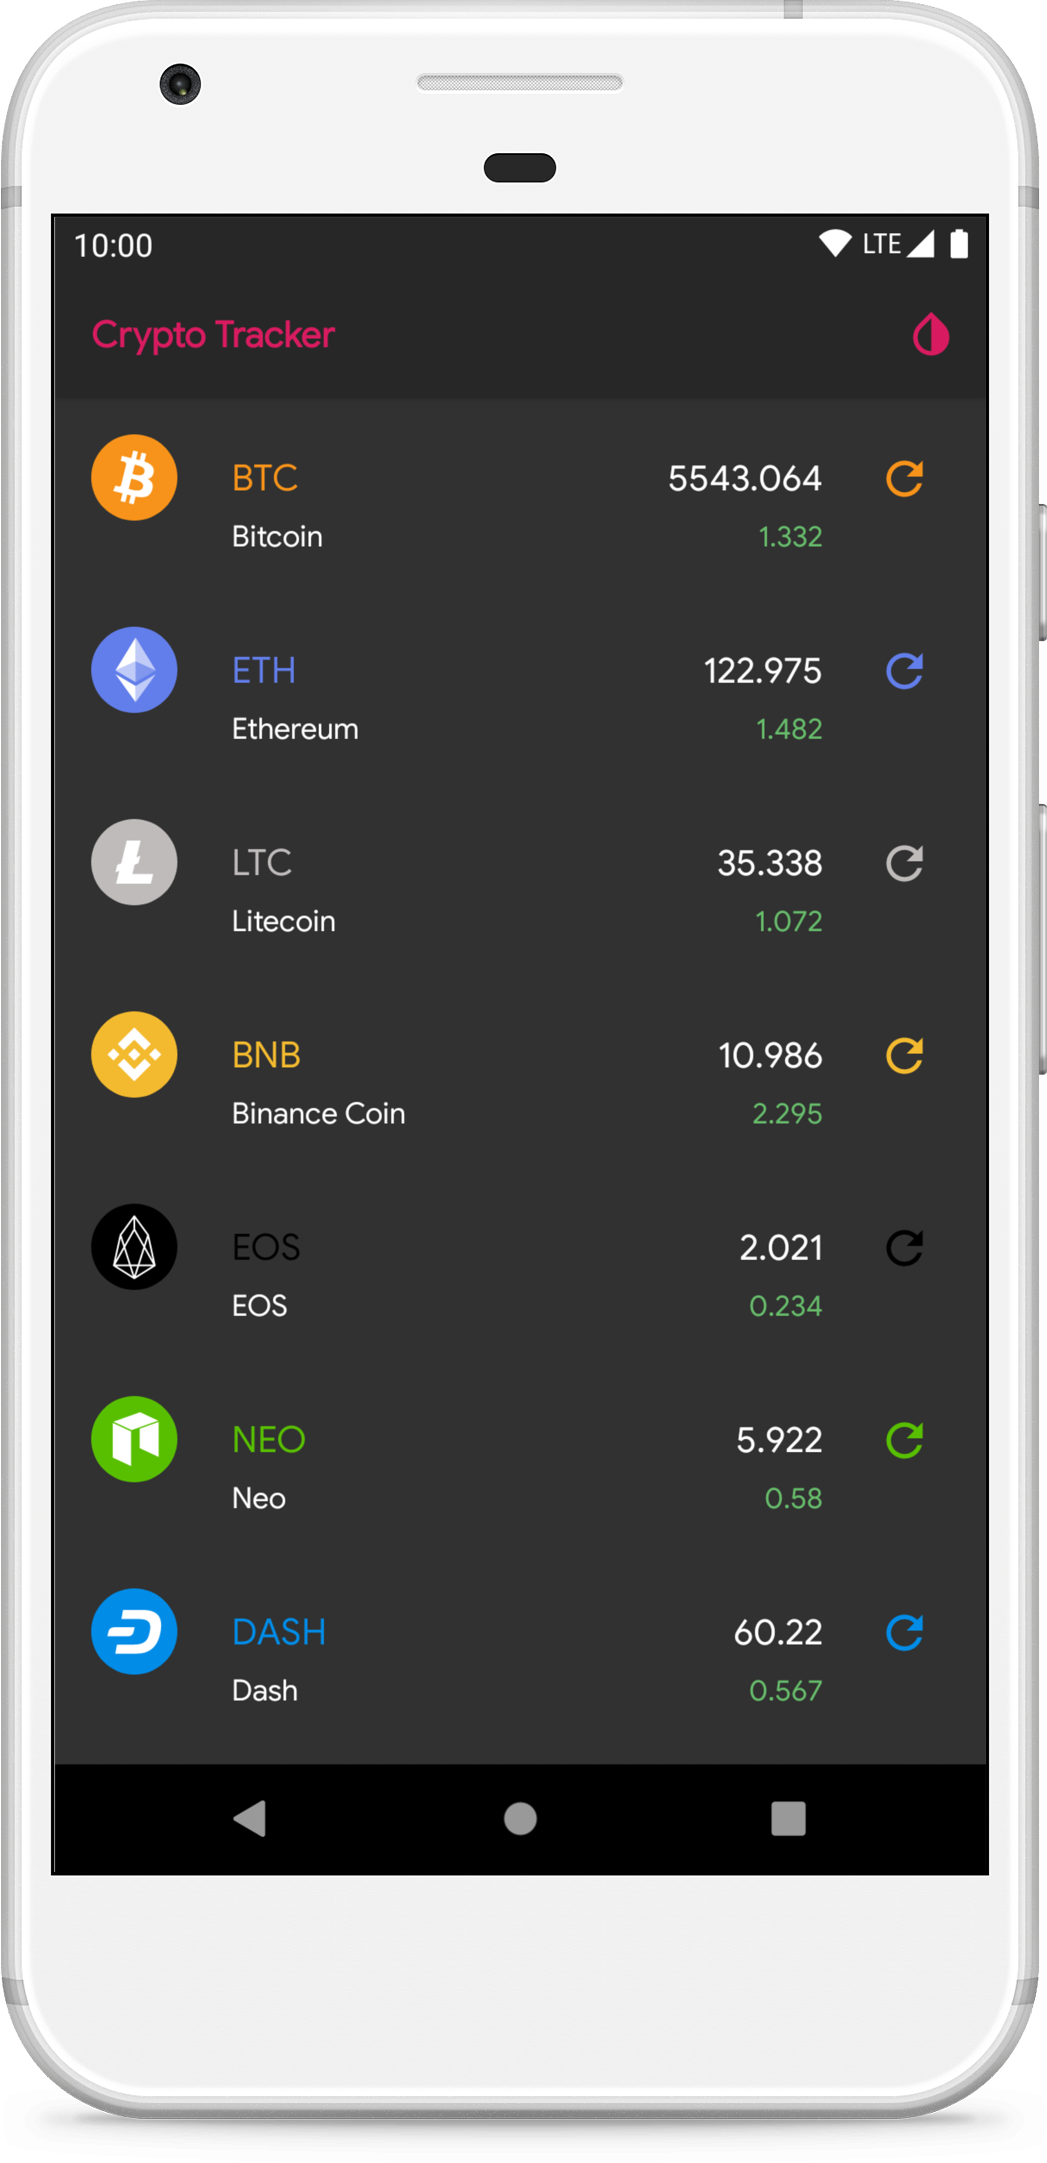 10:00 LTE
Crypto Tracker
BTC 5543.064
Bitcoin 1.332
ETH 122.975
Ethereum 1.482
LTC 35.338
Litecoin 1.072
BNB 10.986
Binance Coin 2.295
EOS 2.021
EOS 0.234
NEO 5.922
Neo 0.58
DASH 60.22
Dash 0.567